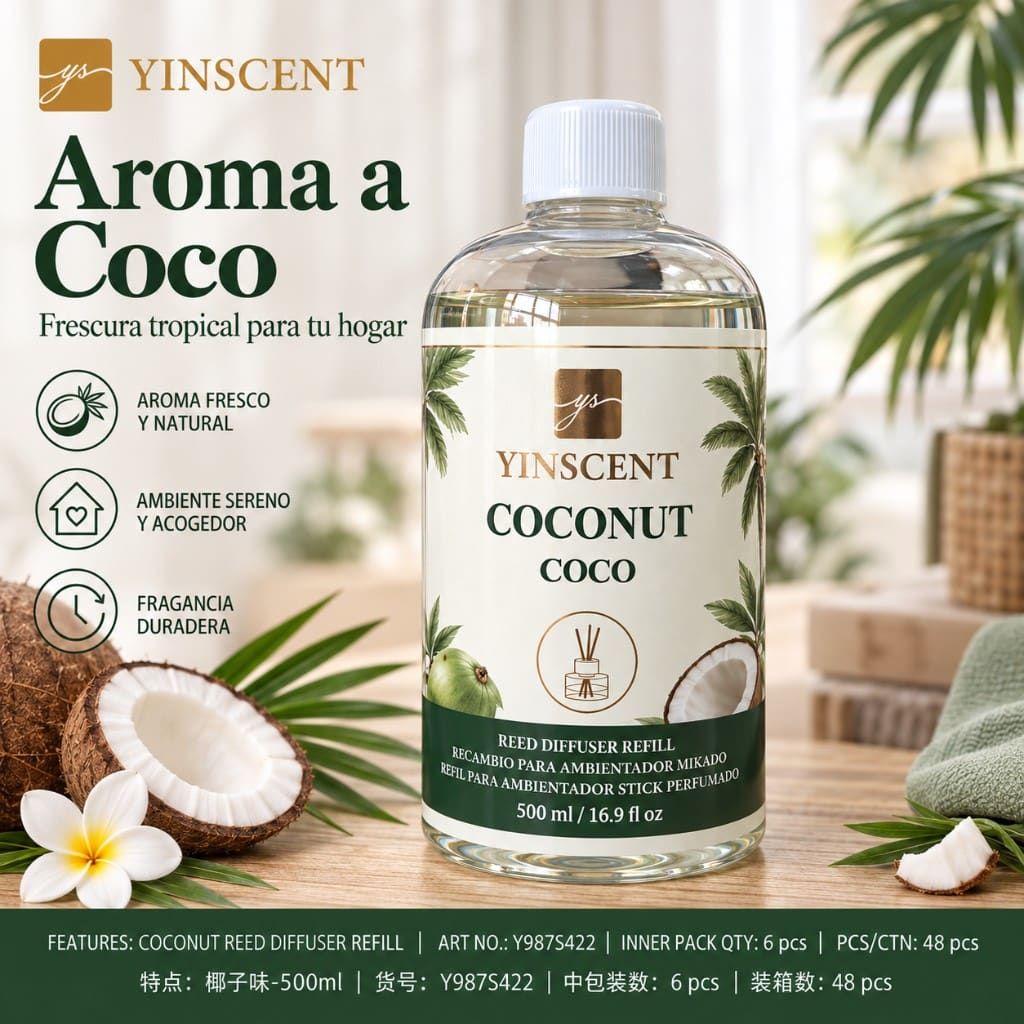 ys YINSCENT
Aroma a
Coco
Frescura tropical para tu hogar
AROMA FRESCO
Y NATURAL
AMBIENTE SERENO
Y ACOGEDOR
FRAGANCIA
DURADERA
ys
YINSCENT
COCONUT
COCO
REED DIFFUSER REFILL
RECAMBIO PARA AMBIENTADOR MIKADO
REFIL PARA AMBIENTADOR STICK PERFUMADO
500 ml / 16.9 fl oz
FEATURES: COCONUT REED DIFFUSER REFILL | ART NO.: Y987S422 | INNER PACK QTY: 6 pcs | PCS/CTN: 48 pcs
特点：椰子味-500ml | 货号：Y987S422 | 中包装数：6 pcs | 装箱数：48 pcs